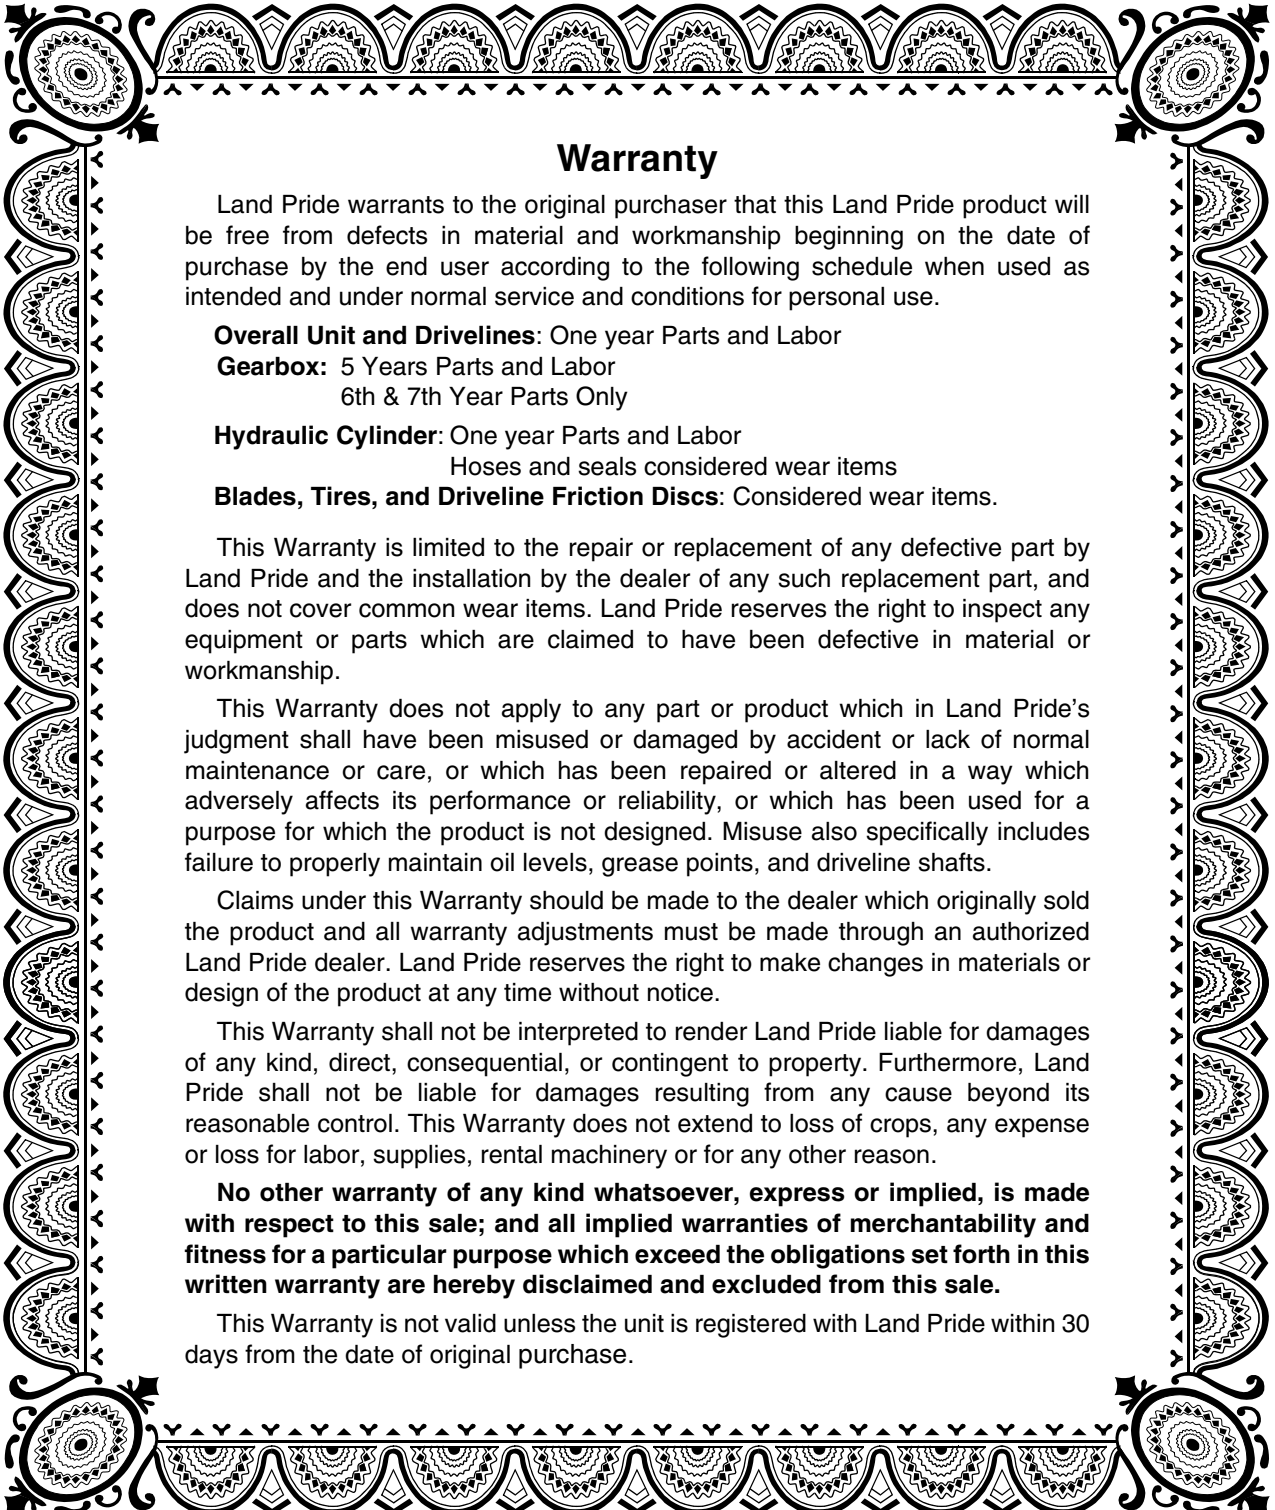 Warranty
Land Pride warrants to the original purchaser that this Land Pride product will
be free from defects in material and workmanship beginning on the date of
purchase by the end user according to the following schedule when used as
intended and under normal service and conditions for personal use.
Overall Unit and Drivelines: One year Parts and Labor
Gearbox: 5 Years Parts and Labor
6th & 7th Year Parts Only
Hydraulic Cylinder: One year Parts and Labor
Hoses and seals considered wear items
Blades, Tires, and Driveline Friction Discs: Considered wear items.
This Warranty is limited to the repair or replacement of any defective part by
Land Pride and the installation by the dealer of any such replacement part, and
does not cover common wear items. Land Pride reserves the right to inspect any
equipment or parts which are claimed to have been defective in material or
workmanship.
This Warranty does not apply to any part or product which in Land Pride’s
judgment shall have been misused or damaged by accident or lack of normal
maintenance or care, or which has been repaired or altered in a way which
adversely affects its performance or reliability, or which has been used for a
purpose for which the product is not designed. Misuse also specifically includes
failure to properly maintain oil levels, grease points, and driveline shafts.
Claims under this Warranty should be made to the dealer which originally sold
the product and all warranty adjustments must be made through an authorized
Land Pride dealer. Land Pride reserves the right to make changes in materials or
design of the product at any time without notice.
This Warranty shall not be interpreted to render Land Pride liable for damages
of any kind, direct, consequential, or contingent to property. Furthermore, Land
Pride shall not be liable for damages resulting from any cause beyond its
reasonable control. This Warranty does not extend to loss of crops, any expense
or loss for labor, supplies, rental machinery or for any other reason.
No other warranty of any kind whatsoever, express or implied, is made
with respect to this sale; and all implied warranties of merchantability and
fitness for a particular purpose which exceed the obligations set forth in this
written warranty are hereby disclaimed and excluded from this sale.
This Warranty is not valid unless the unit is registered with Land Pride within 30
days from the date of original purchase.